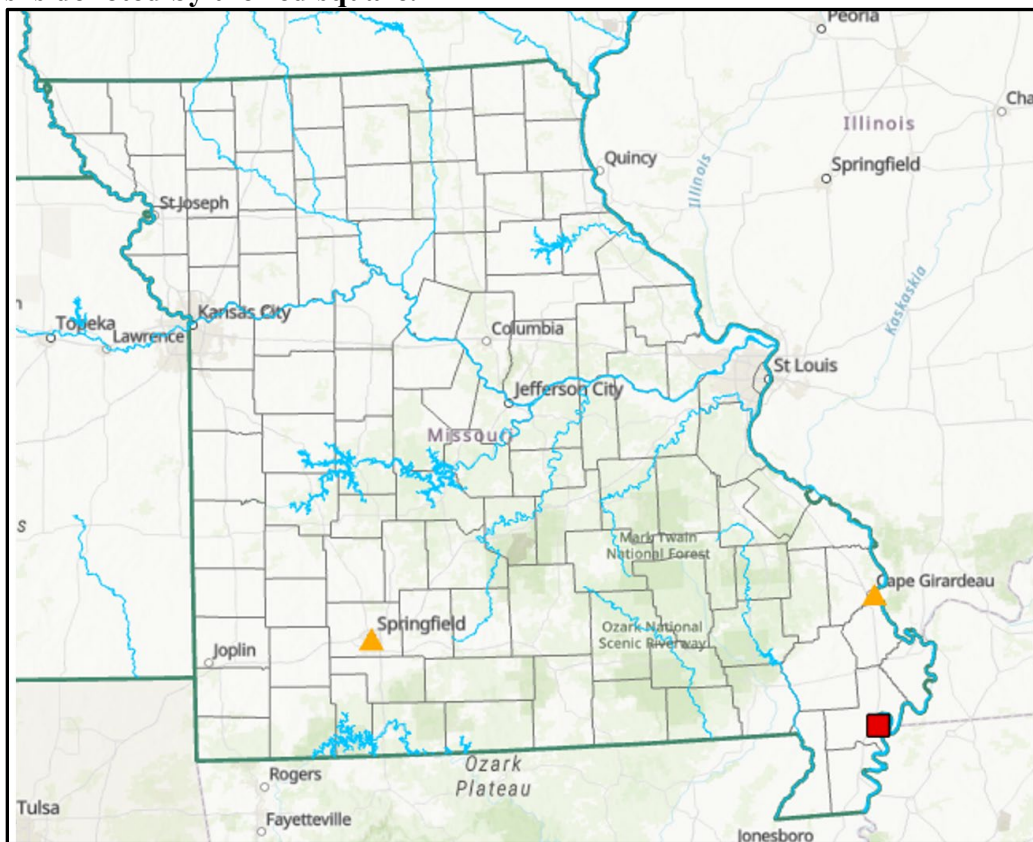 Peoria
Cha
Illinois
Quincy
Illinois
Springfield
St Joseph
Kansas City
Topeka
Lawrence
Columbia
Kaskaskia
St Louis
Jefferson City
Missouri
s
Mark Twain
National Forest
Cape Girardeau
Springfield
Ozark National
Scenic Riverway
Joplin
Ozark
Plateau
Rogers
Tulsa
Fayetteville
Jonesboro